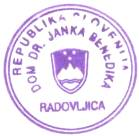 REPUBLIKA SLOVENIJA
DOM DR. JANKA BENEDIKA
RADOVLJICA